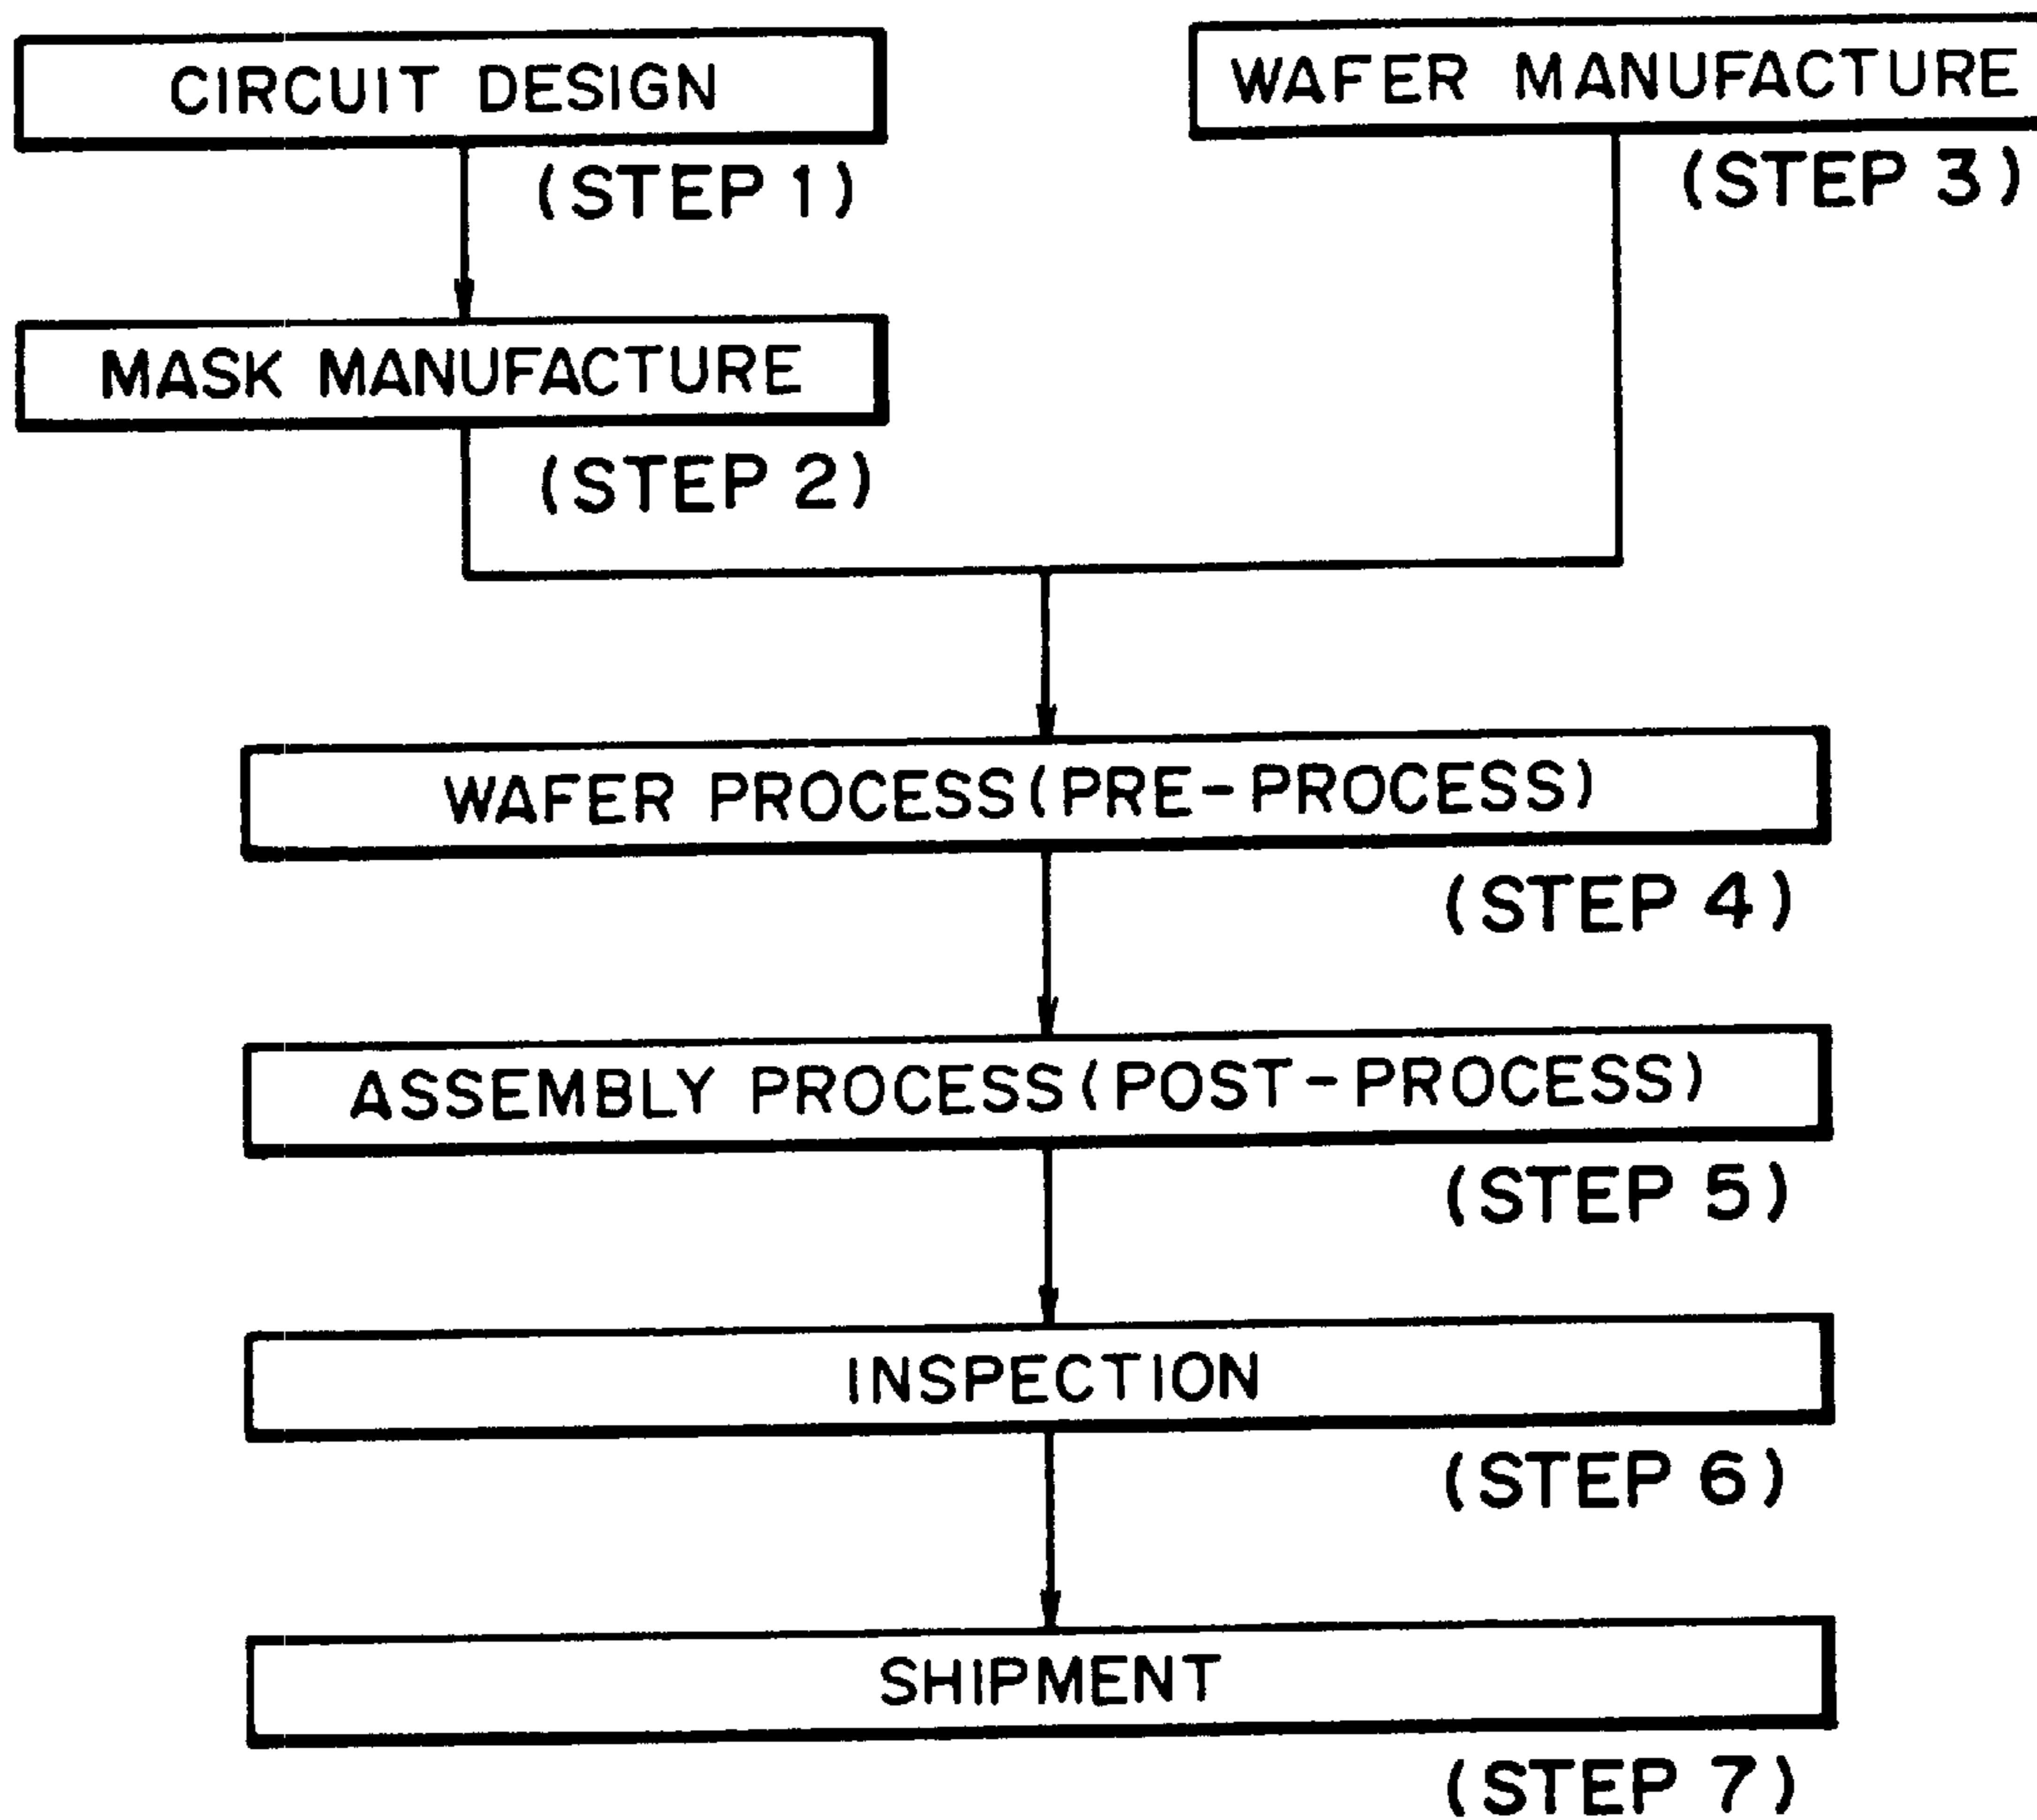 CIRCUIT DESIGN
(STEP 1)
WAFER MANUFACTURE
(STEP 3)
MASK MANUFACTURE
(STEP 2)
WAFER PROCESS(PRE-PROCESS)
(STEP 4)
ASSEMBLY PROCESS(POST-PROCESS)
(STEP 5)
INSPECTION
(STEP 6)
SHIPMENT
(STEP 7)